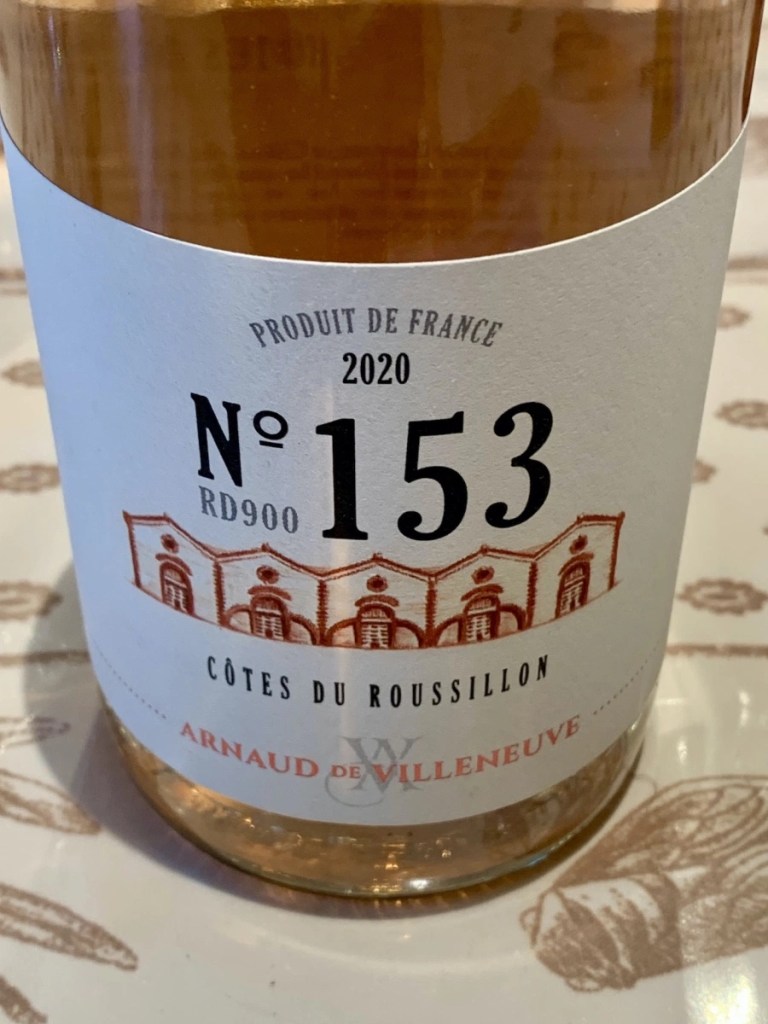 PRODUIT DE FRANCE
2020
Nº 153
RD900
CÔTES DU ROUSSILLON
ARNAUD DE VILLENEUVE